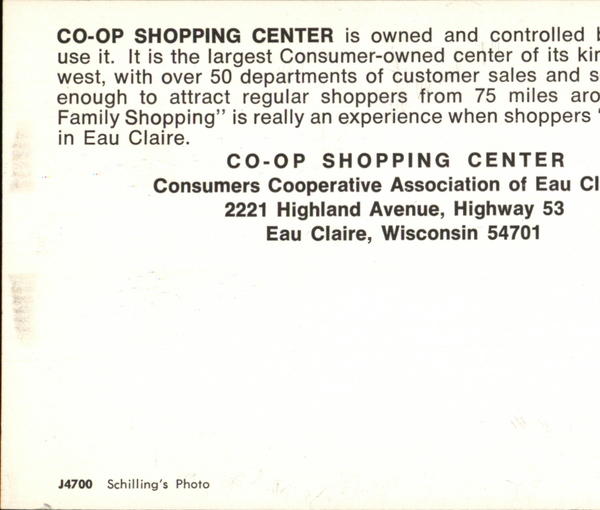 CO-OP SHOPPING CENTER is owned and controlled
use it. It is the largest Consumer-owned center of its
west, with over 50 departments of customer sales and
enough to attract regular shoppers from 75 miles
Family Shopping" is really an experience when shoppers
in Eau Claire.
CO-OP SHOPPING CENTER
Consumers Cooperative Association of Eau
2221 Highland Avenue, Highway 53
Eau Claire, Wisconsin 54701
J4700 Schilling's Photo